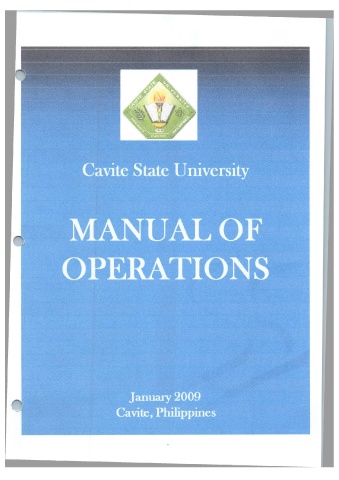 Cavite State University
MANUAL OF
OPERATIONS
January 2009
Cavite, Philippines